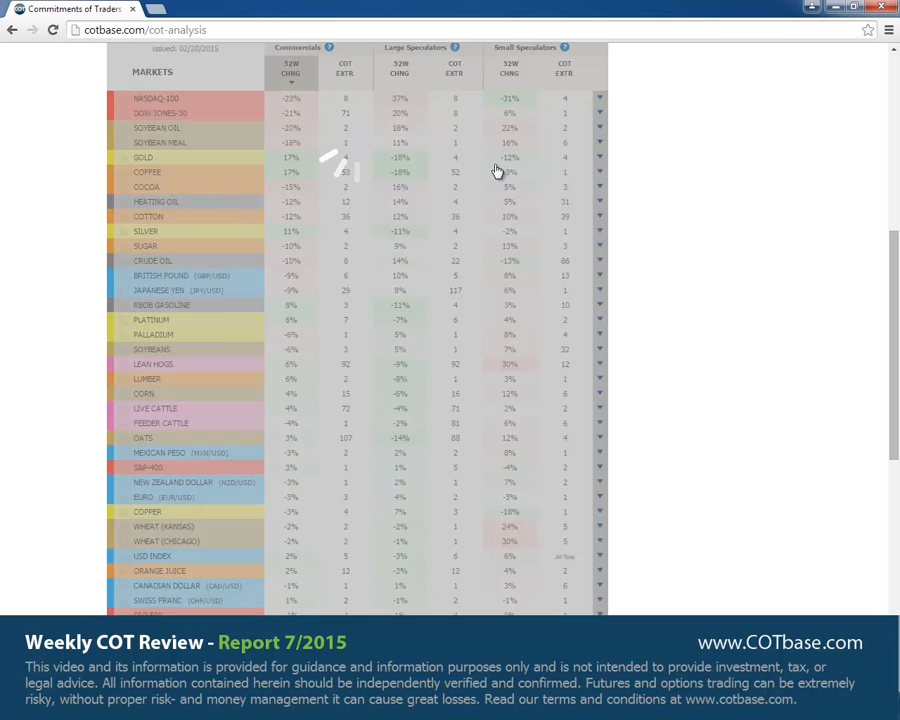 COT Commitments of Traders
cotbase.com/cot-analysis
issued: 02/20/2015 Commercials ? Large Speculators ? Small Speculators ?
MARKETS 52W CHNG COT EXTR 52W CHNG COT EXTR 52W CHNG COT EXTR
NASDAQ-100 -23% 8 37% 8 -31% 4
DOW JONES-30 -21% 71 20% 8 6% 1
SOYBEAN OIL -20% 2 18% 2 22% 2
SOYBEAN MEAL -18% 1 11% 1 16% 6
GOLD 17% 4 -18% 4 -12% 4
COFFEE 17% 53 -18% 52 3% 1
COCOA -15% 2 16% 2 5% 3
HEATING OIL -12% 12 14% 4 5% 31
COTTON -12% 36 12% 36 10% 39
SILVER 11% 4 -11% 4 -2% 1
SUGAR -10% 2 9% 2 13% 3
CRUDE OIL -10% 8 14% 22 -13% 86
BRITISH POUND (GBP/USD) -9% 6 10% 5 8% 13
JAPANESE YEN (JPY/USD) -9% 29 8% 117 6% 1
RBOB GASOLINE 8% 3 -11% 4 3% 10
PLATINUM 6% 7 -7% 6 4% 2
PALLADIUM -6% 1 5% 1 8% 4
SOYBEANS -6% 3 5% 1 7% 32
LEAN HOGS 6% 92 -9% 92 30% 12
LUMBER 6% 2 -8% 1 3% 1
CORN 4% 15 -6% 16 12% 6
LIVE CATTLE 4% 72 -4% 71 2% 2
FEEDER CATTLE -4% 1 -2% 81 6% 6
OATS 3% 107 -14% 88 12% 4
MEXICAN PESO (MXN/USD) -3% 2 2% 2 8% 1
S&P-400 3% 1 1% 5 -4% 2
NEW ZEALAND DOLLAR (NZD/USD) -3% 1 2% 1 7% 2
EURO (EUR/USD) -3% 3 4% 2 -3% 1
COPPER -3% 4 7% 3 -18% 1
WHEAT (KANSAS) -2% 2 -2% 1 24% 5
WHEAT (CHICAGO) -2% 2 -1% 1 30% 5
USD INDEX 2% 5 -3% 6 6% All Time
ORANGE JUICE 2% 12 -3% 12 4% 2
CANADIAN DOLLAR (CAD/USD) -1% 1 1% 1 3% 6
SWISS FRANC (CHF/USD) 1% 2 -1% 2 -1% 1
Weekly COT Review - Report 7/2015 www.COTbase.com
This video and its information is provided for guidance and information purposes only and is not intended to provide investment, tax, or
legal advice. All information contained herein should be independently verified and confirmed. Futures and options trading can be extremely
risky, without proper risk- and money management it can cause great losses. Read our terms and conditions at www.cotbase.com.